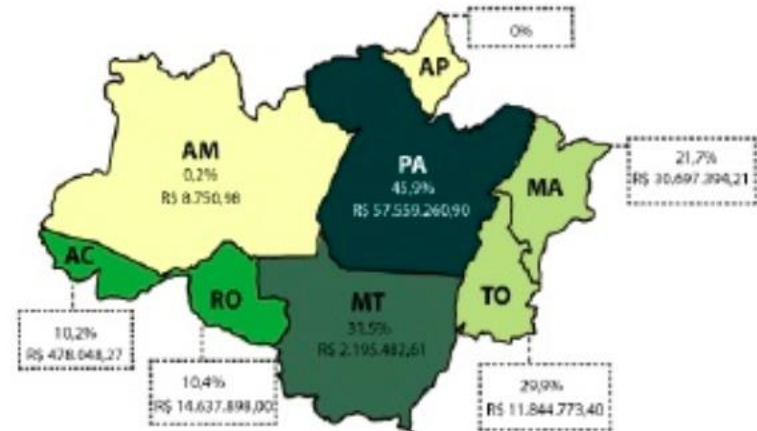 0%
AP
AM
0,2%
R$ 8.750,98
PA
45,9%
R$ 57.559.260,90
21,7%
R$ 30.697.394,21
MA
AC
RO
MT
31,5%
R$ 2.195.482,61
TO
10,2%
R$ 478.048,27
10,4%
R$ 14.637.898,00
29,9%
R$ 11.844.773,40